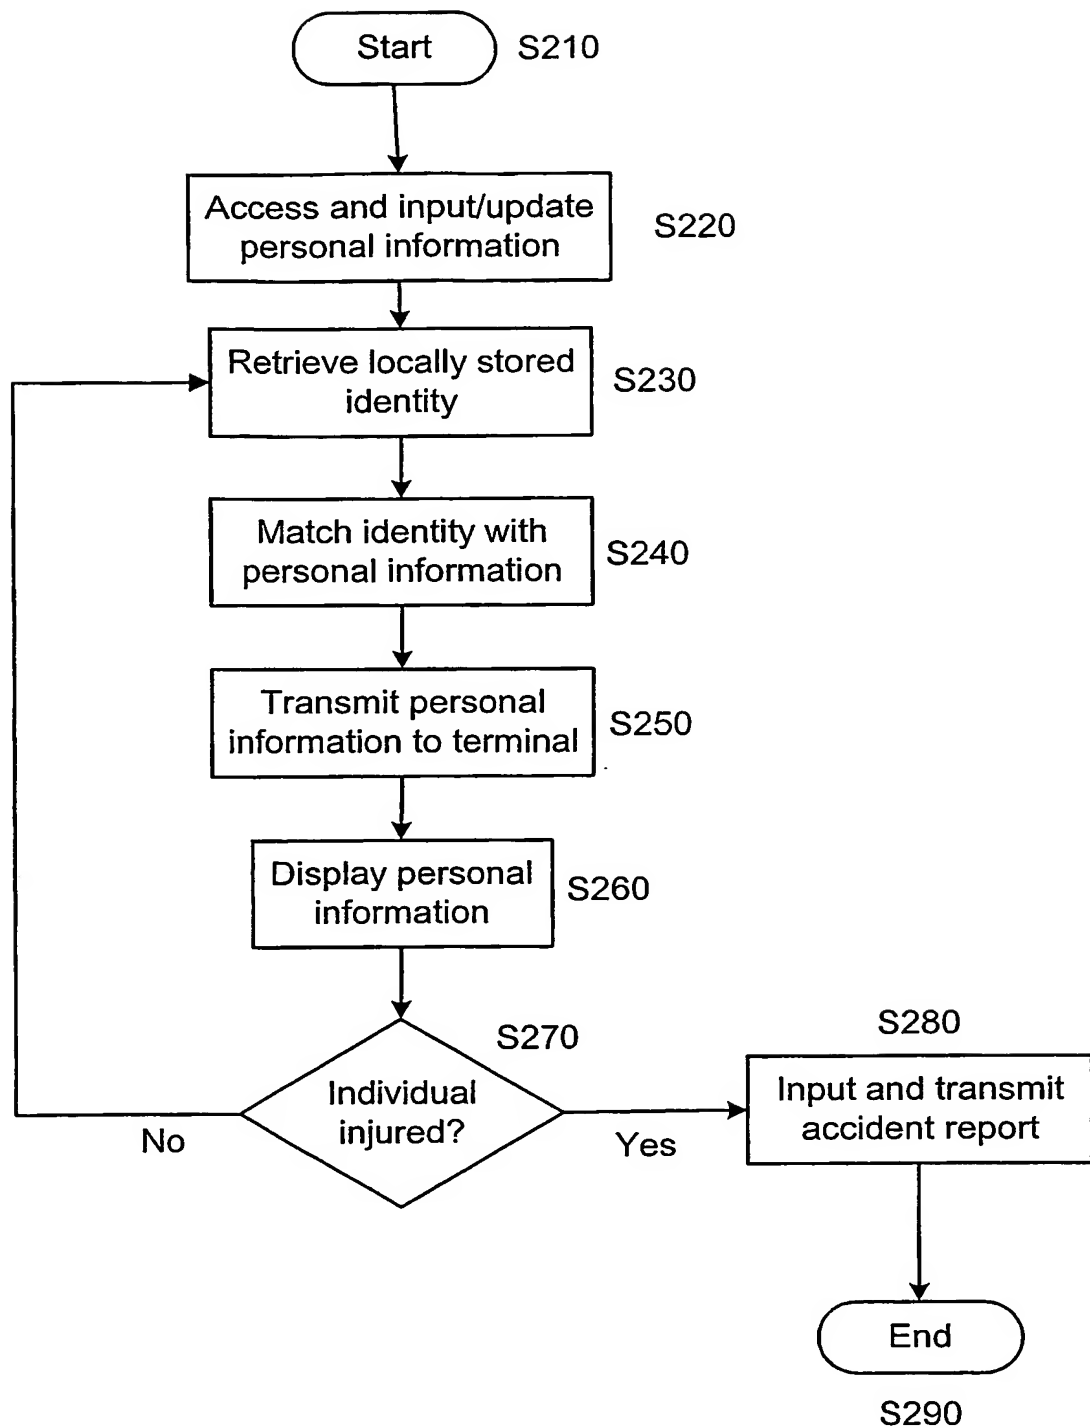 Start
S210
Access and input/update
personal information
S220
Retrieve locally stored
identity
S230
Match identity with
personal information
S240
Transmit personal
information to terminal
S250
Display personal
information
S260
S270
Individual
injured?
No
Yes
S280
Input and transmit
accident report
End
S290